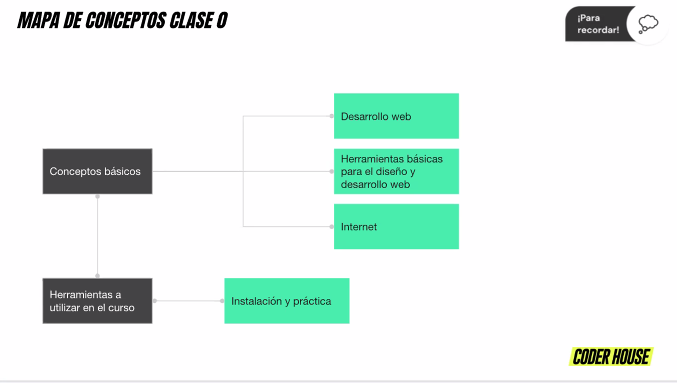 MAPA DE CONCEPTOS CLASE 0
¡Para
recordar!
Desarrollo web
Conceptos básicos
Herramientas básicas
para el diseño y
desarrollo web
Internet
Herramientas a
utilizar en el curso
Instalación y práctica
CODER HOUSE